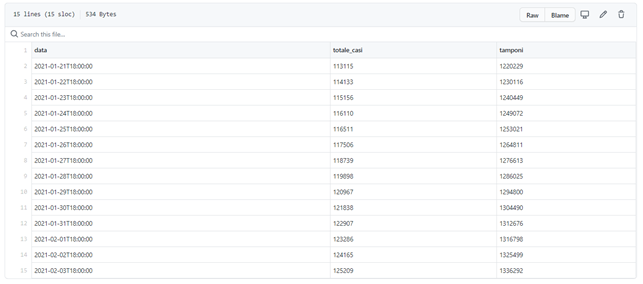 15 lines (15 sloc) 534 Bytes Raw Blame
Search this file...
1 data totale_casi tamponi
2 2021-01-21T18:00:00 113115 1220229
3 2021-01-22T18:00:00 114133 1230116
4 2021-01-23T18:00:00 115156 1240449
5 2021-01-24T18:00:00 116110 1249072
6 2021-01-25T18:00:00 116511 1253021
7 2021-01-26T18:00:00 117506 1264811
8 2021-01-27T18:00:00 118739 1276613
9 2021-01-28T18:00:00 119898 1286025
10 2021-01-29T18:00:00 120967 1294800
11 2021-01-30T18:00:00 121838 1304490
12 2021-01-31T18:00:00 122907 1312676
13 2021-02-01T18:00:00 123286 1316798
14 2021-02-02T18:00:00 124165 1325499
15 2021-02-03T18:00:00 125209 1336292